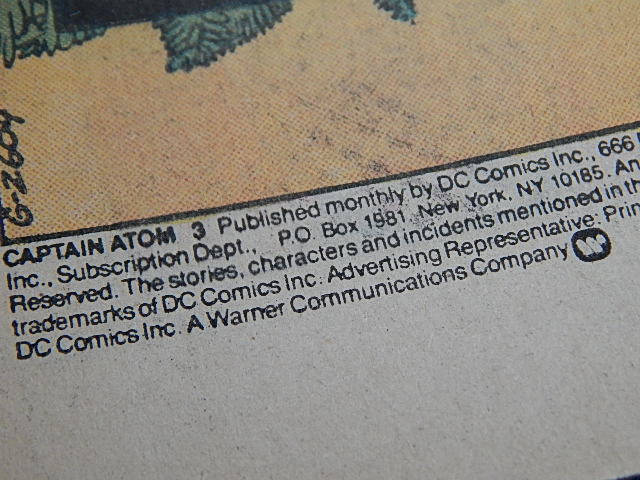 G-2604
CAPTAIN ATOM 3 Published monthly by DC Comics Inc., 666
Inc., Subscription Dept., P.O. Box 1981, New York, NY 10185. An
Reserved. The stories, characters and incidents mentioned in th
trademarks of DC Comics Inc. Advertising Representative: Prin
DC Comics Inc. A Warner Communications Company